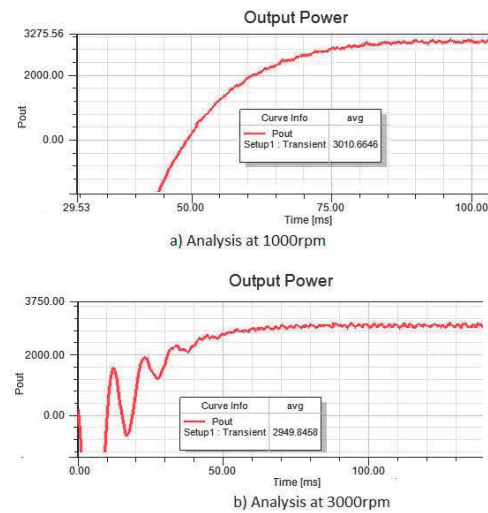 Output Power
3275.56
2000.00
0.00
Pout
Curve Info avg
Pout
Setup1 : Transient 3010.6646
29.53 50.00 75.00 100.00
Time [ms]
a) Analysis at 1000rpm
Output Power
3750.00
2000.00
0.00
Pout
Curve Info avg
Pout
Setup1 : Transient 2949.8458
0.00 50.00 100.00
Time [ms]
b) Analysis at 3000rpm